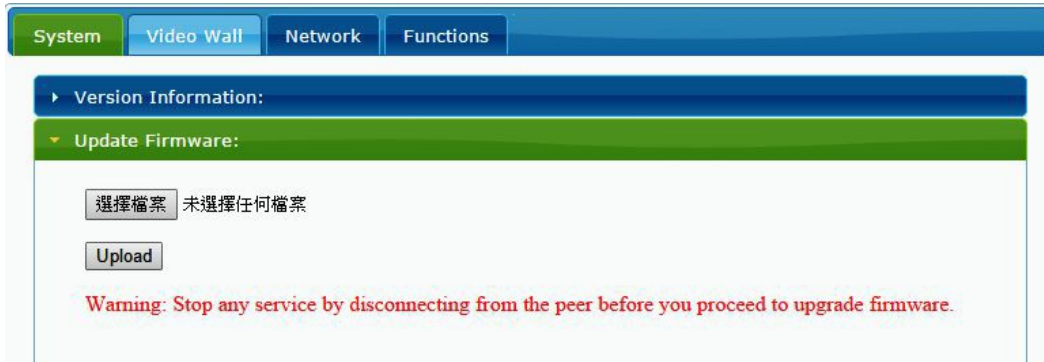 System Video Wall Network Functions
Version Information:
Update Firmware:
選擇檔案 未選擇任何檔案
Upload
Warning: Stop any service by disconnecting from the peer before you proceed to upgrade firmware.